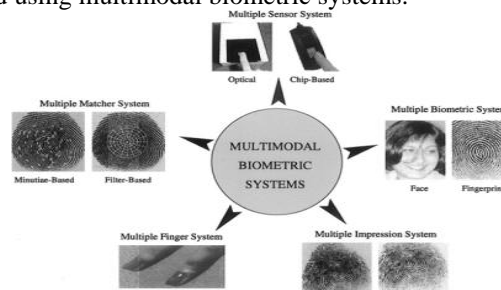 d using multimodal biometric systems.
Multiple Sensor System
Optical Chip-Based
Multiple Matcher System
Minutiae-Based Filter-Based
Multiple Biometric System
Face Fingerprint
MULTIMODAL
BIOMETRIC
SYSTEMS
Multiple Finger System
Multiple Impression System